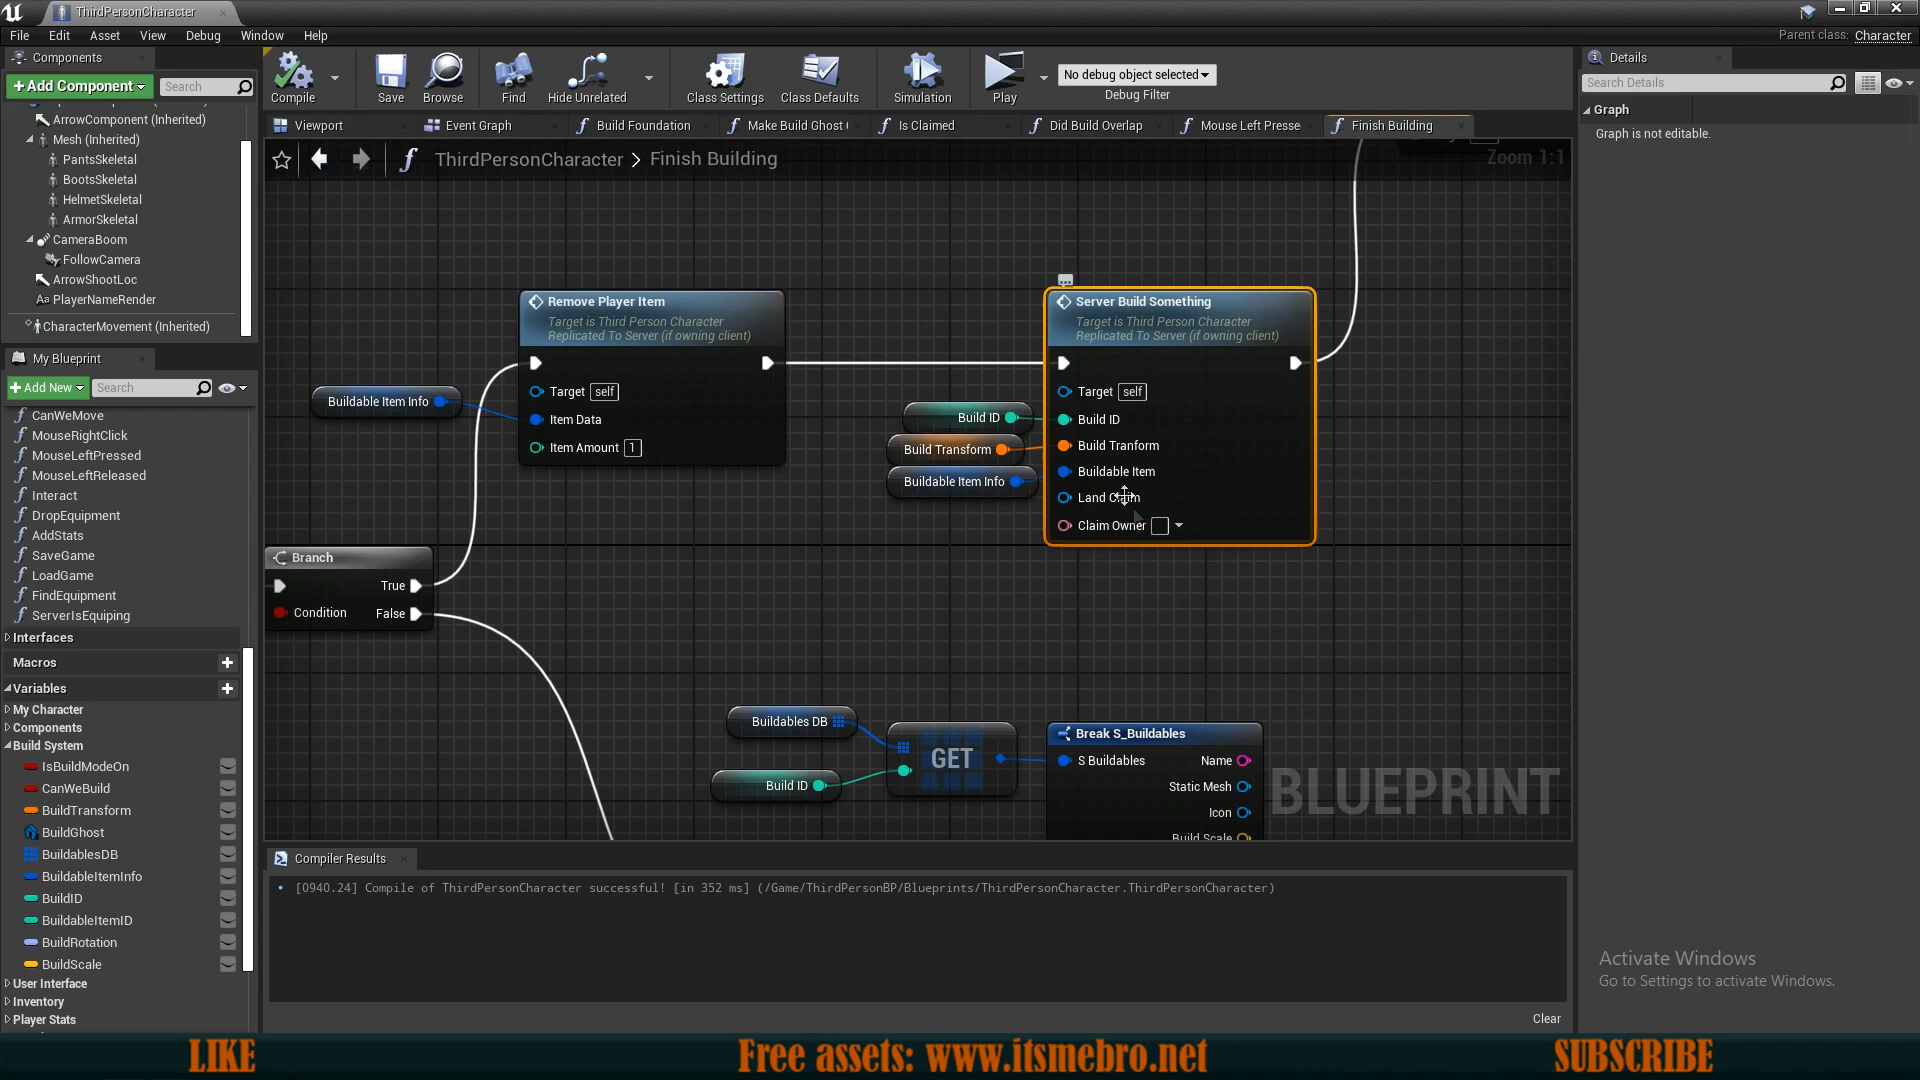 ThirdPersonCharacter
File Edit Asset View Debug Window Help
Parent class: Character
Components
+Add Component
Search
ArrowComponent (Inherited)
Mesh (Inherited)
PantsSkeletal
BootsSkeletal
HelmetSkeletal
ArmorSkeletal
CameraBoom
FollowCamera
ArrowShootLoc
Aa PlayerNameRender
CharacterMovement (Inherited)
My Blueprint
+Add New
Search
CanWeMove
MouseRightClick
MouseLeftPressed
MouseLeftReleased
Interact
DropEquipment
AddStats
SaveGame
LoadGame
FindEquipment
ServerIsEquiping
Interfaces
Macros
Variables
My Character
Components
Build System
IsBuildModeOn
CanWeBuild
BuildTransform
BuildGhost
BuildablesDB
BuildableItemInfo
BuildID
BuildableItemID
BuildRotation
BuildScale
User Interface
Inventory
Player Stats
Compile
Save
Browse
Find
Hide Unrelated
Class Settings
Class Defaults
Simulation
Play
No debug object selected
Debug Filter
Viewport
Event Graph
Build Foundation
Make Build Ghost
Is Claimed
Did Build Overlap
Mouse Left Presse
Finish Building
ThirdPersonCharacter > Finish Building
Zoom 1:1
Remove Player Item
Target is Third Person Character
Replicated To Server (if owning client)
Target self
Item Data
Item Amount 1
Buildable Item Info
Server Build Something
Target is Third Person Character
Replicated To Server (if owning client)
Target self
Build ID
Build Tranform
Buildable Item
Land Claim
Claim Owner
Build ID
Build Transform
Buildable Item Info
Branch
True
Condition
False
Buildables DB
Build ID
GET
Break S_Buildables
S Buildables
Name
Static Mesh
Icon
Build Scale
BLUEPRINT
Compiler Results
• [0940.24] Compile of ThirdPersonCharacter successful! [in 352 ms] (/Game/ThirdPersonBP/Blueprints/ThirdPersonCharacter.ThirdPersonCharacter)
Clear
Details
Search Details
Graph
Graph is not editable.
Activate Windows
Go to Settings to activate Windows.
LIKE
Free assets: www.itsmebro.net
SUBSCRIBE